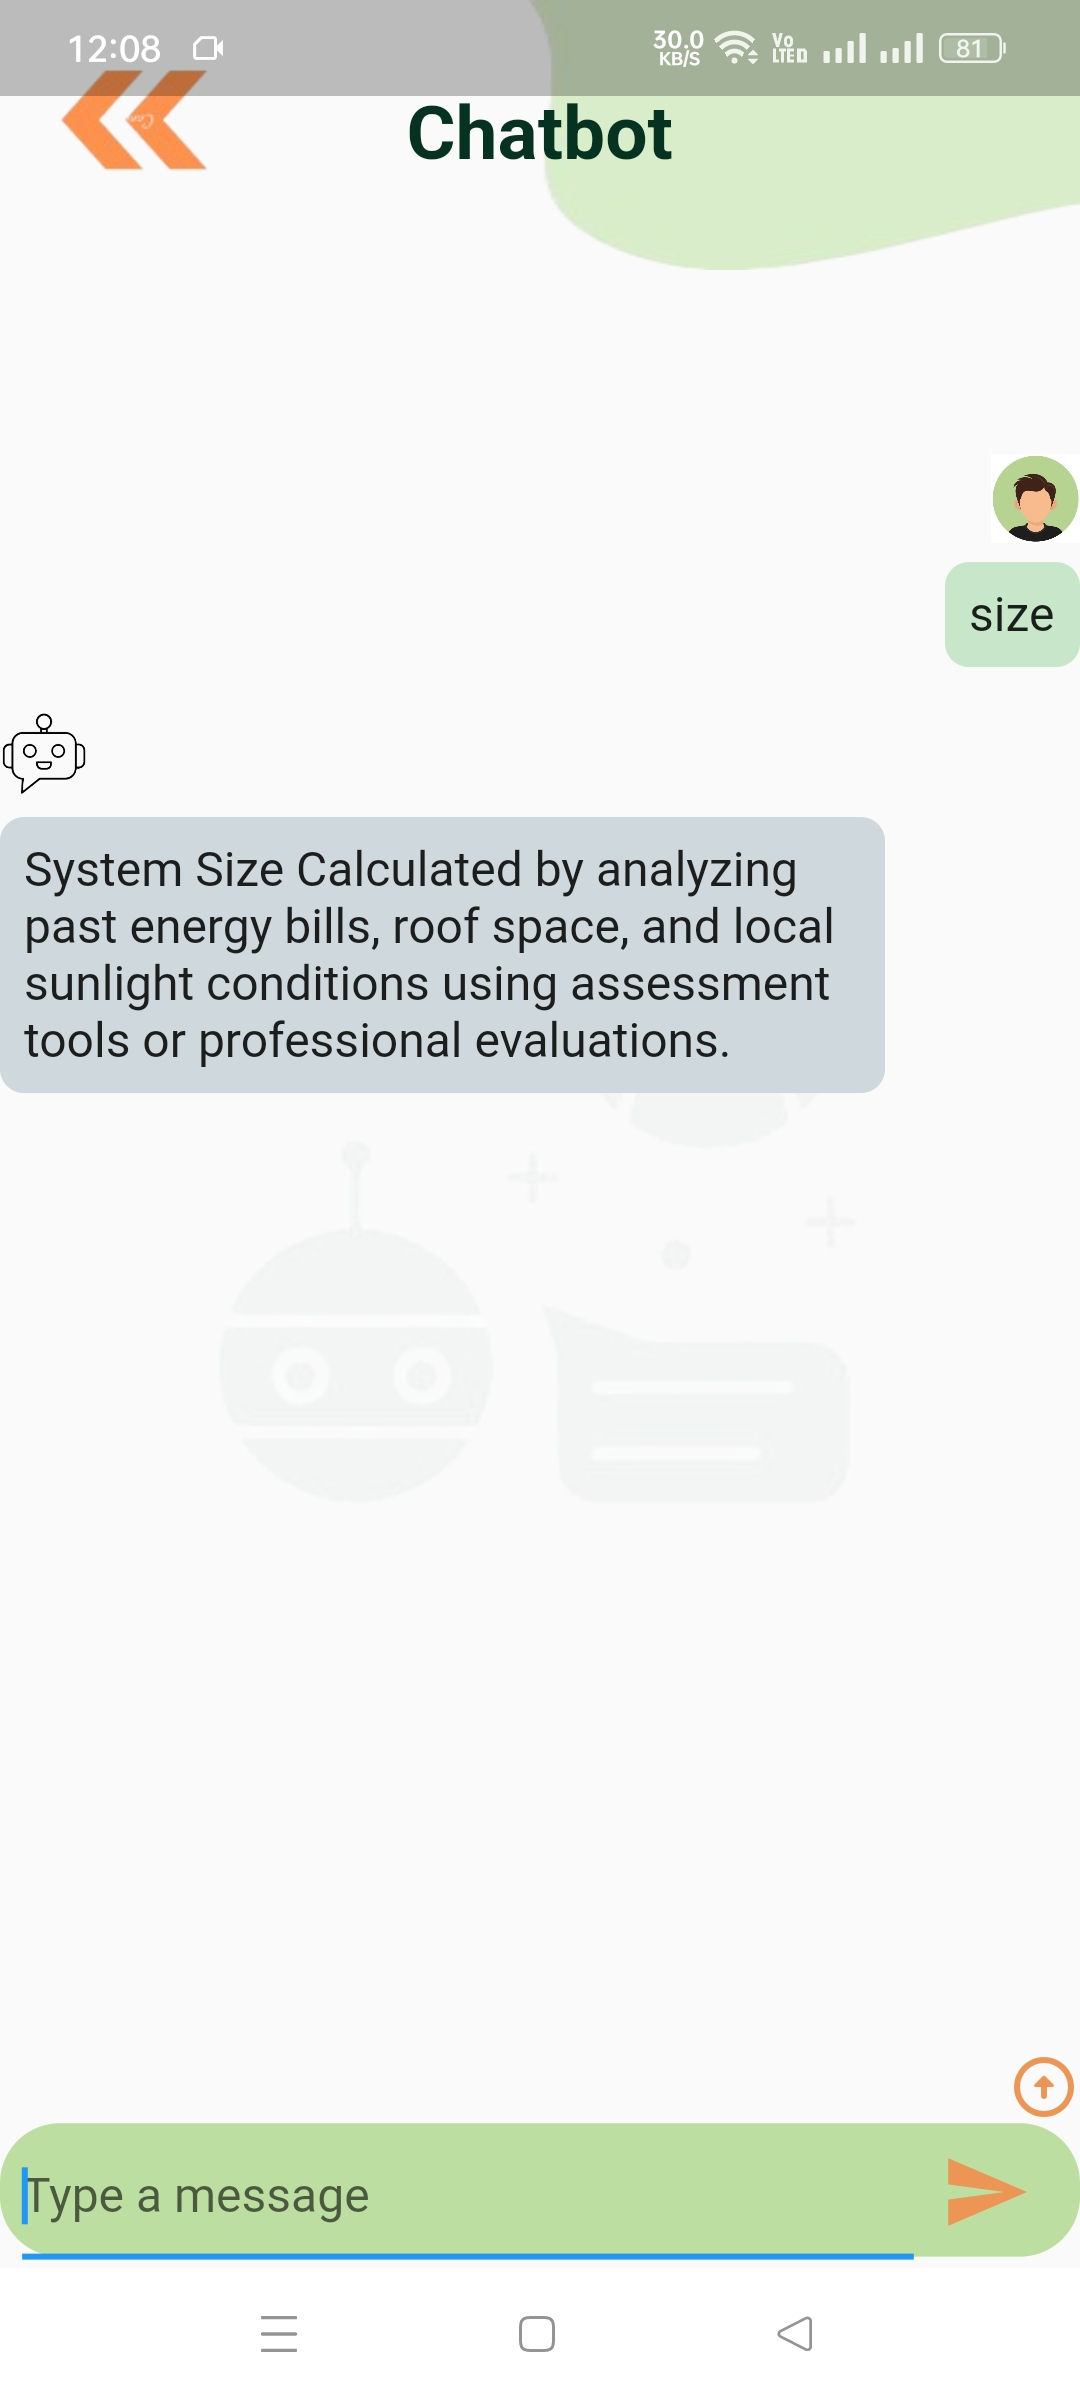 12:08
30.0
KB/S
Vo
LTE D
81
Chatbot
size
System Size Calculated by analyzing
past energy bills, roof space, and local
sunlight conditions using assessment
tools or professional evaluations.
Type a message